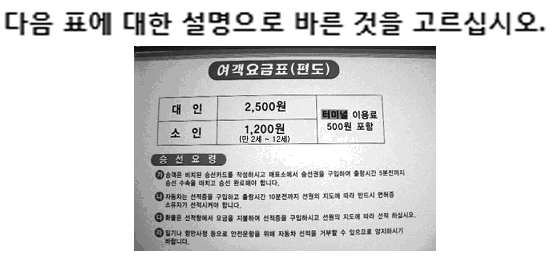 다음 표에 대한 설명으로 바른 것을 고르십시오.
여객요금표(편도)
대 인 2,500원 터미널 이용료
500원 포함
소 인 1,200원
(만 2세 ~ 12세)
승 선 요 령
가 승객은 비치된 승선카드를 작성하시고 매표소에서 승선권을 구입하여 출항시간 5분전까지
승선 수속을 마치고 승선 완료해야 합니다.
나 자동차는 선적증을 구입하고 출항시간 10분전까지 선원의 지도에 따라 반드시 면허증
소유자가 선적시켜야 합니다.
다 화물은 선적항에서 요금을 지불하여 선적증을 구입하시고 선원의 지도에 따라 선적 하십시오.
라 일기나 항만사정 등으로 안전운항을 위해 자동차 선적을 거부할 수 있으므로 양지하시기
바랍니다.